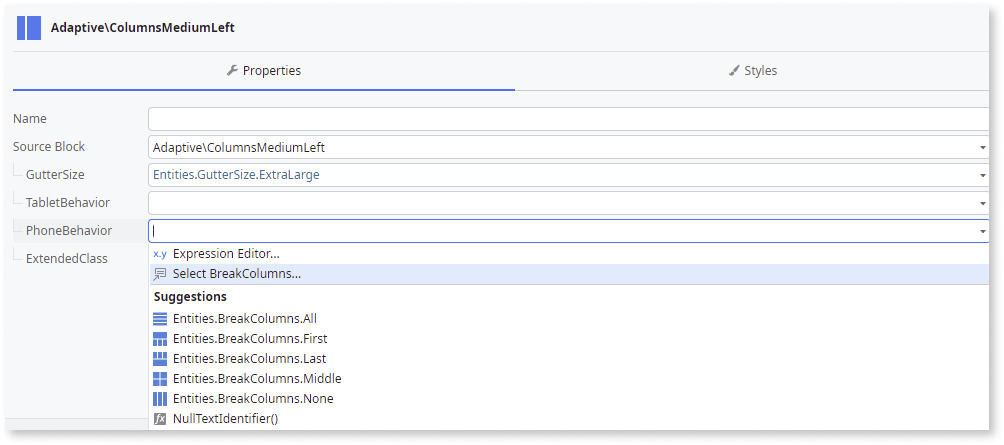 Adaptive\ColumnsMediumLeft
Properties
Styles
Name
Source Block
Adaptive\ColumnsMediumLeft
GutterSize
Entities.GutterSize.ExtraLarge
TabletBehavior
PhoneBehavior
ExtendedClass
x.y Expression Editor...
Select BreakColumns...
Suggestions
Entities.BreakColumns.All
Entities.BreakColumns.First
Entities.BreakColumns.Last
Entities.BreakColumns.Middle
Entities.BreakColumns.None
fx NullTextIdentifier()